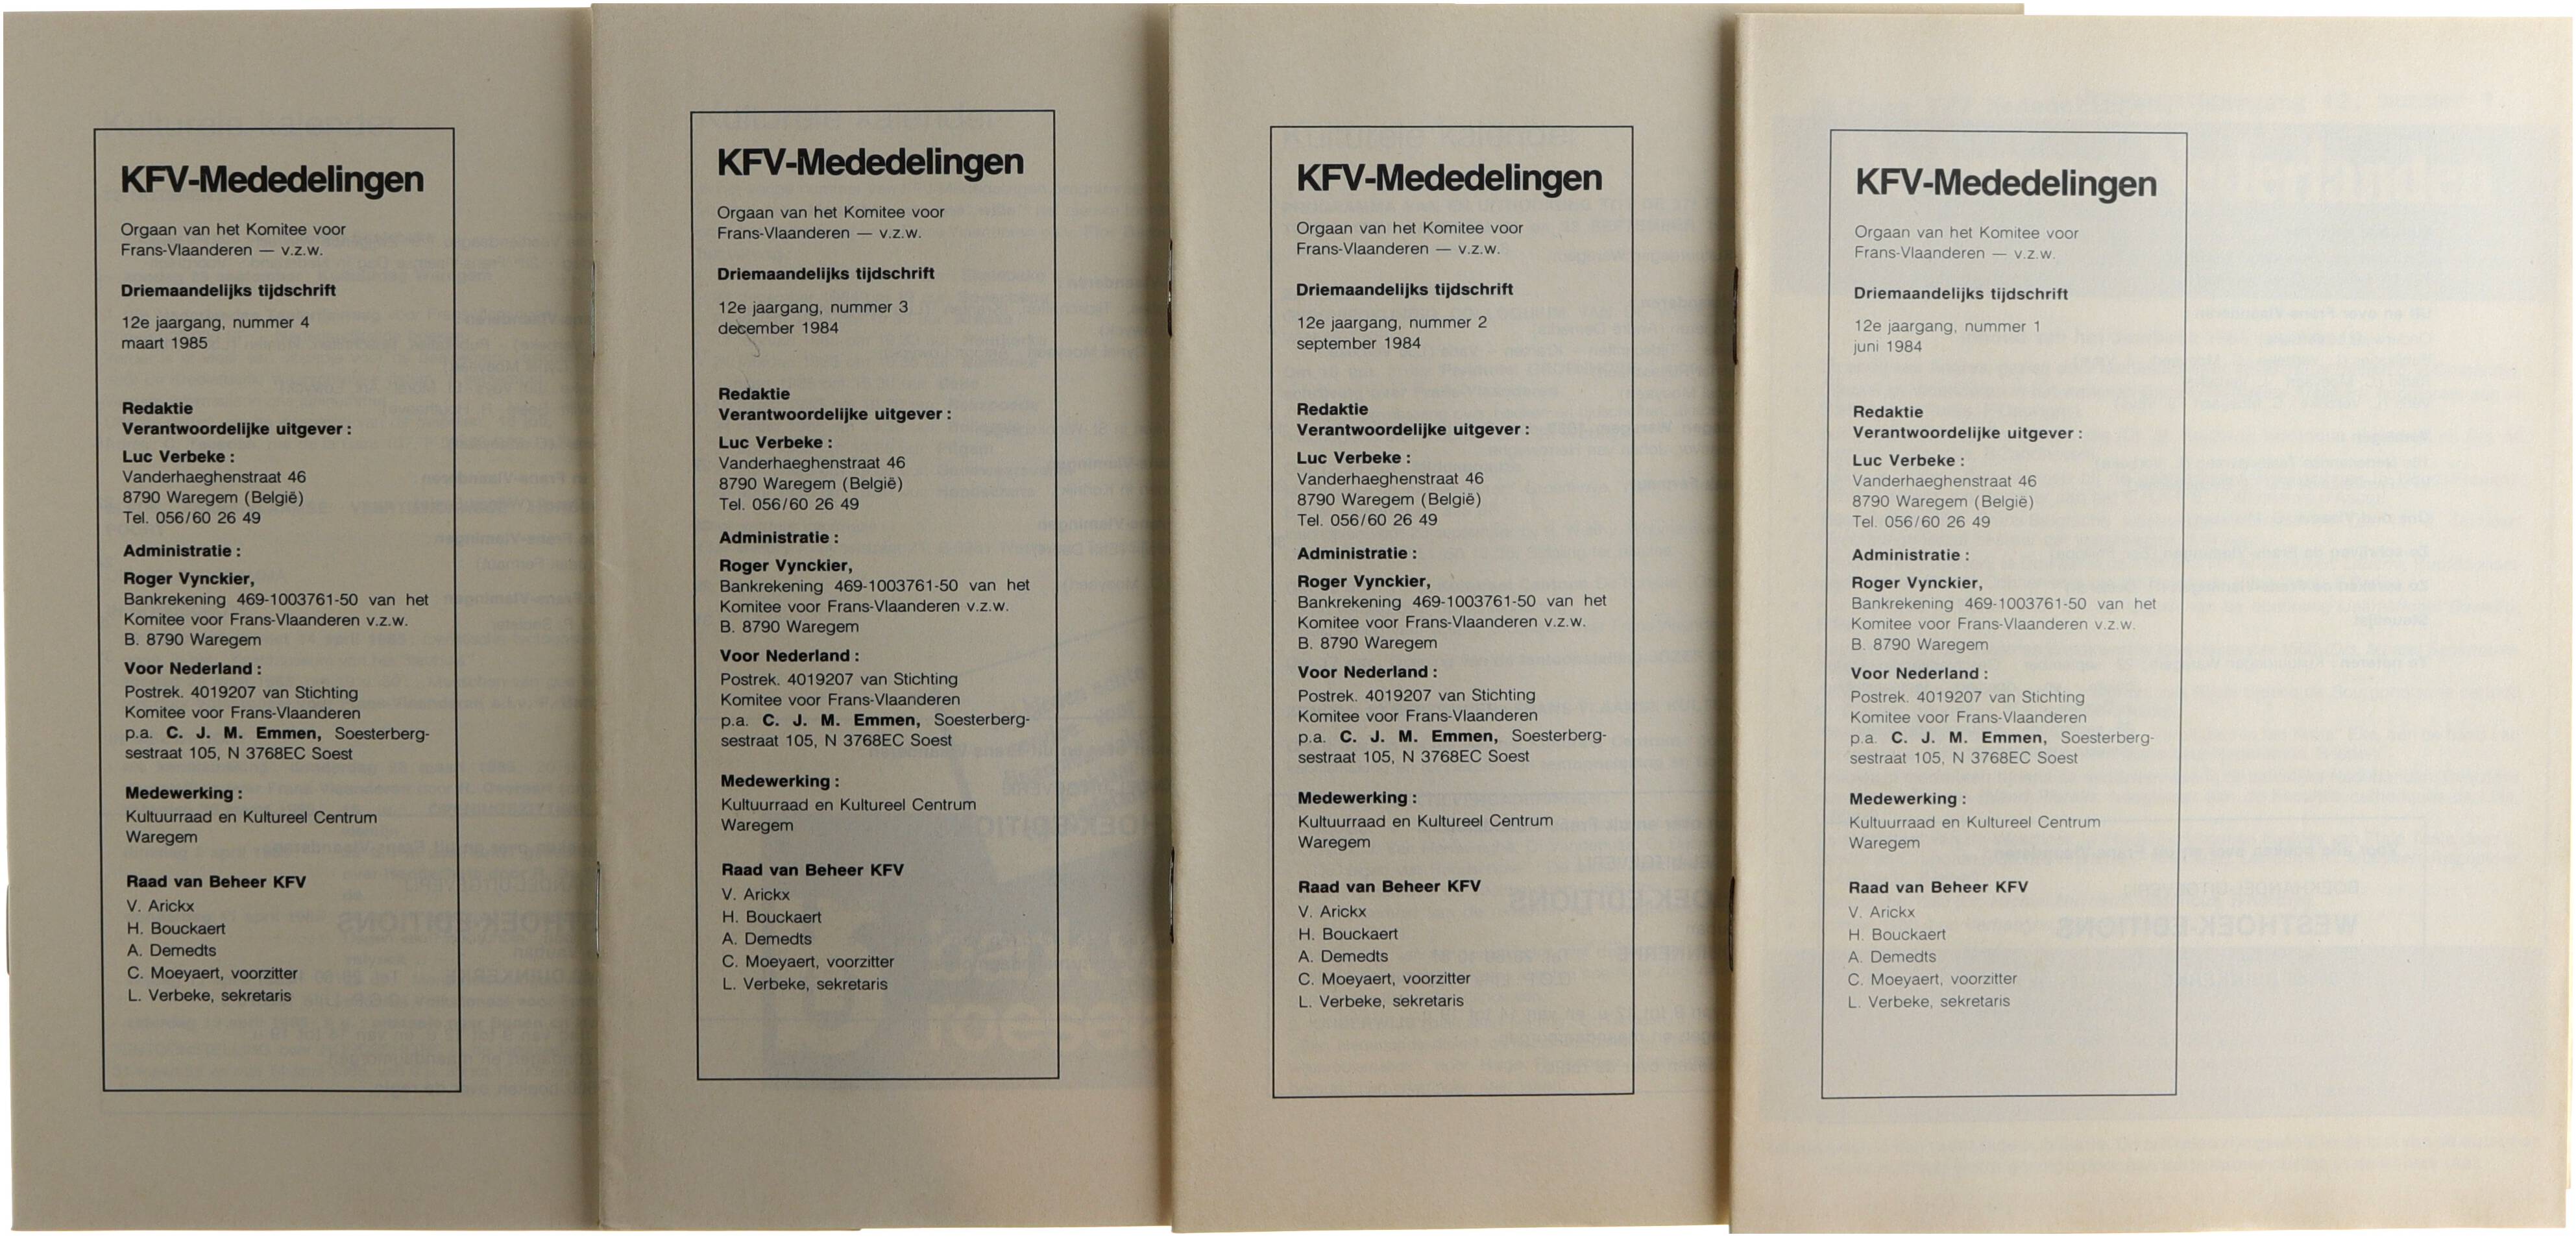 KFV-Mededelingen
Orgaan van het Komitee voor
Frans-Vlaanderen — v.z.w.
Driemaandelijks tijdschrift
12e jaargang, nummer 4
maart 1985
Redaktie
Verantwoordelijke uitgever :
Luc Verbeke :
Vanderhaeghenstraat 46
8790 Waregem (België)
Tel. 056/60 26 49
Administratie :
Roger Vynckier,
Bankrekening 469-1003761-50 van het
Komitee voor Frans-Vlaanderen v.z.w.
B. 8790 Waregem
Voor Nederland :
Postrek. 4019207 van Stichting
Komitee voor Frans-Vlaanderen
p.a. C. J. M. Emmen, Soesterberg-
sestraat 105, N 3768EC Soest
Medewerking :
Kultuurraad en Kultureel Centrum
Waregem
Raad van Beheer KFV
V. Arickx
H. Bouckaert
A. Demedts
C. Moeyaert, voorzitter
L. Verbeke, sekretaris
KFV-Mededelingen
Orgaan van het Komitee voor
Frans-Vlaanderen — v.z.w.
Driemaandelijks tijdschrift
12e jaargang, nummer 3
december 1984
Redaktie
Verantwoordelijke uitgever :
Luc Verbeke :
Vanderhaeghenstraat 46
8790 Waregem (België)
Tel. 056/60 26 49
Administratie :
Roger Vynckier,
Bankrekening 469-1003761-50 van het
Komitee voor Frans-Vlaanderen v.z.w.
B. 8790 Waregem
Voor Nederland :
Postrek. 4019207 van Stichting
Komitee voor Frans-Vlaanderen
p.a. C. J. M. Emmen, Soesterberg-
sestraat 105, N 3768EC Soest
Medewerking :
Kultuurraad en Kultureel Centrum
Waregem
Raad van Beheer KFV
V. Arickx
H. Bouckaert
A. Demedts
C. Moeyaert, voorzitter
L. Verbeke, sekretaris
KFV-Mededelingen
Orgaan van het Komitee voor
Frans-Vlaanderen — v.z.w.
Driemaandelijks tijdschrift
12e jaargang, nummer 2
september 1984
Redaktie
Verantwoordelijke uitgever :
Luc Verbeke :
Vanderhaeghenstraat 46
8790 Waregem (België)
Tel. 056/60 26 49
Administratie :
Roger Vynckier,
Bankrekening 469-1003761-50 van het
Komitee voor Frans-Vlaanderen v.z.w.
B. 8790 Waregem
Voor Nederland :
Postrek. 4019207 van Stichting
Komitee voor Frans-Vlaanderen
p.a. C. J. M. Emmen, Soesterberg-
sestraat 105, N 3768EC Soest
Medewerking :
Kultuurraad en Kultureel Centrum
Waregem
Raad van Beheer KFV
V. Arickx
H. Bouckaert
A. Demedts
C. Moeyaert, voorzitter
L. Verbeke, sekretaris
KFV-Mededelingen
Orgaan van het Komitee voor
Frans-Vlaanderen — v.z.w.
Driemaandelijks tijdschrift
12e jaargang, nummer 1
juni 1984
Redaktie
Verantwoordelijke uitgever :
Luc Verbeke :
Vanderhaeghenstraat 46
8790 Waregem (België)
Tel. 056/60 26 49
Administratie :
Roger Vynckier,
Bankrekening 469-1003761-50 van het
Komitee voor Frans-Vlaanderen v.z.w.
B. 8790 Waregem
Voor Nederland :
Postrek. 4019207 van Stichting
Komitee voor Frans-Vlaanderen
p.a. C. J. M. Emmen, Soesterberg-
sestraat 105, N 3768EC Soest
Medewerking :
Kultuurraad en Kultureel Centrum
Waregem
Raad van Beheer KFV
V. Arickx
H. Bouckaert
A. Demedts
C. Moeyaert, voorzitter
L. Verbeke, sekretaris